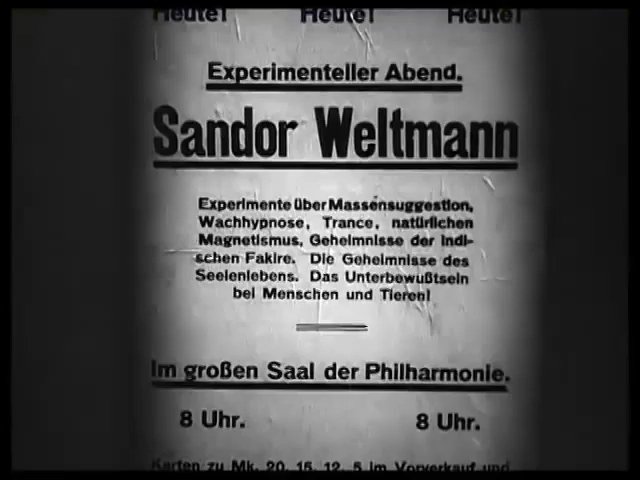 Heute! Heute! Heute!
Experimenteller Abend.
Sandor Weltmann
Experimente über Massensuggestion,
Wachhypnose, Trance, natürlichen
Magnetismus, Geheimnisse der indi-
schen Fakire. Die Geheimnisse des
Seelenlebens. Das Unterbewußtsein
bei Menschen und Tieren!
Im großen Saal der Philharmonie.
8 Uhr. 8 Uhr.
Karten zu Mk. 20, 15, 12, 5 im Vorverkauf und